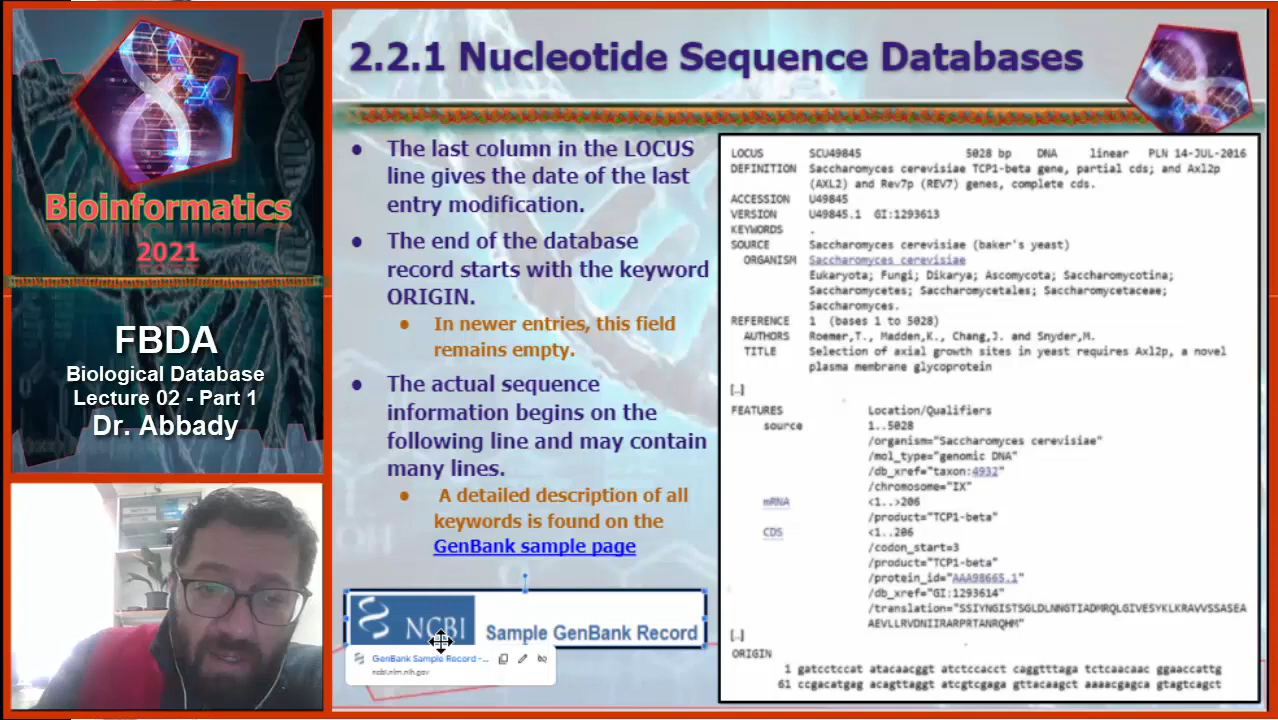 Bioinformatics
2021
FBDA
Biological Database
Lecture 02 - Part 1
Dr. Abbady
2.2.1 Nucleotide Sequence Databases
• The last column in the LOCUS
line gives the date of the last
entry modification.
• The end of the database
record starts with the keyword
ORIGIN.
• In newer entries, this field
remains empty.
• The actual sequence
information begins on the
following line and may contain
many lines.
• A detailed description of all
keywords is found on the
GenBank sample page
NCBI Sample GenBank Record
GenBank Sample Record -...
ncbi.nlm.nih.gov
LOCUS SCU49845 5028 bp DNA linear PLN 14-JUL-2016
DEFINITION Saccharomyces cerevisiae TCP1-beta gene, partial cds; and Axl2p
(AXL2) and Rev7p (REV7) genes, complete cds.
ACCESSION U49845
VERSION U49845.1 GI:1293613
KEYWORDS .
SOURCE Saccharomyces cerevisiae (baker's yeast)
ORGANISM Saccharomyces cerevisiae
Eukaryota; Fungi; Dikarya; Ascomycota; Saccharomycotina;
Saccharomycetes; Saccharomycetales; Saccharomycetaceae;
Saccharomyces.
REFERENCE 1 (bases 1 to 5028)
AUTHORS Roemer,T., Madden,K., Chang,J. and Snyder,M.
TITLE Selection of axial growth sites in yeast requires Axl2p, a novel
plasma membrane glycoprotein
[..]
FEATURES Location/Qualifiers
source 1..5028
/organism="Saccharomyces cerevisiae"
/mol_type="genomic DNA"
/db_xref="taxon:4932"
/chromosome="IX"
mRNA <1..>206
/product="TCP1-beta"
CDS <1..206
/codon_start=3
/product="TCP1-beta"
/protein_id="AAA98665.1"
/db_xref="GI:1293614"
/translation="SSIYNGISTSGLDLNNGTIADMRQLGIVESYKLKRAVVSSASEA
AEVLLRVDNIIRARPRTANRQHM"
[..]
ORIGIN
1 gatcctccat atacaacggt atctccacct caggtttaga tctcaacaac ggaaccattg
61 ccgacatgag acagttaggt atcgtcgaga gttacaagct aaaacgagca gtagtcagct